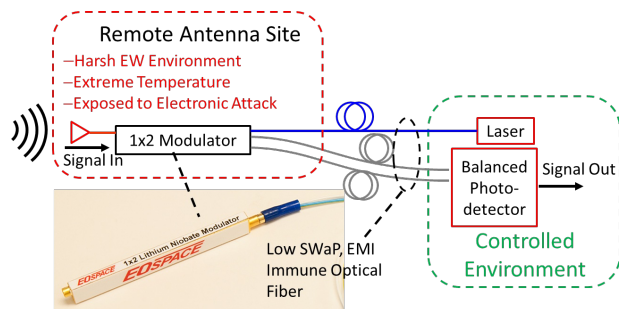 Remote Antenna Site
–Harsh EW Environment
–Extreme Temperature
–Exposed to Electronic Attack
1x2 Modulator
Signal In
Laser
Balanced
Photo-
detector
Signal Out
Controlled
Environment
Low SWaP, EMI
Immune Optical
Fiber
1x2 Lithium Niobate Modulator
EOSPACE
EOSPACE